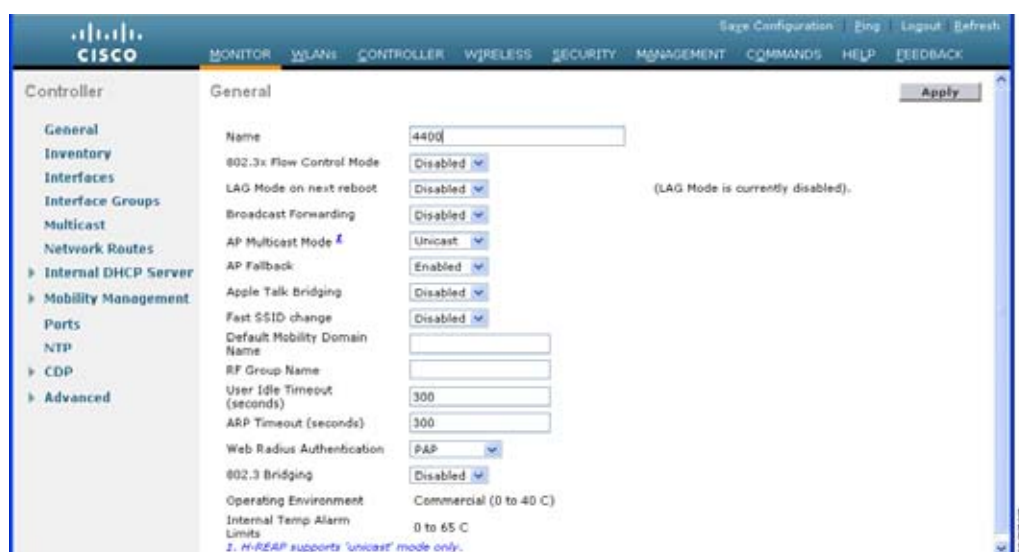 Save Configuration Ping Logout Refresh
CISCO
MONITOR WLANs CONTROLLER WIRELESS SECURITY MANAGEMENT COMMANDS HELP FEEDBACK
Controller
General
Inventory
Interfaces
Interface Groups
Multicast
Network Routes
Internal DHCP Server
Mobility Management
Ports
NTP
CDP
Advanced
General
Apply
Name 4400
802.3x Flow Control Mode Disabled
LAG Mode on next reboot Disabled (LAG Mode is currently disabled).
Broadcast Forwarding Disabled
AP Multicast Mode 1 Unicast
AP Fallback Enabled
Apple Talk Bridging Disabled
Fast SSID change Disabled
Default Mobility Domain
Name
RF Group Name
User Idle Timeout
(seconds) 300
ARP Timeout (seconds) 300
Web Radius Authentication PAP
802.3 Bridging Disabled
Operating Environment Commercial (0 to 40 C)
Internal Temp Alarm
Limits 0 to 65 C
1. H-REAP supports 'unicast' mode only.